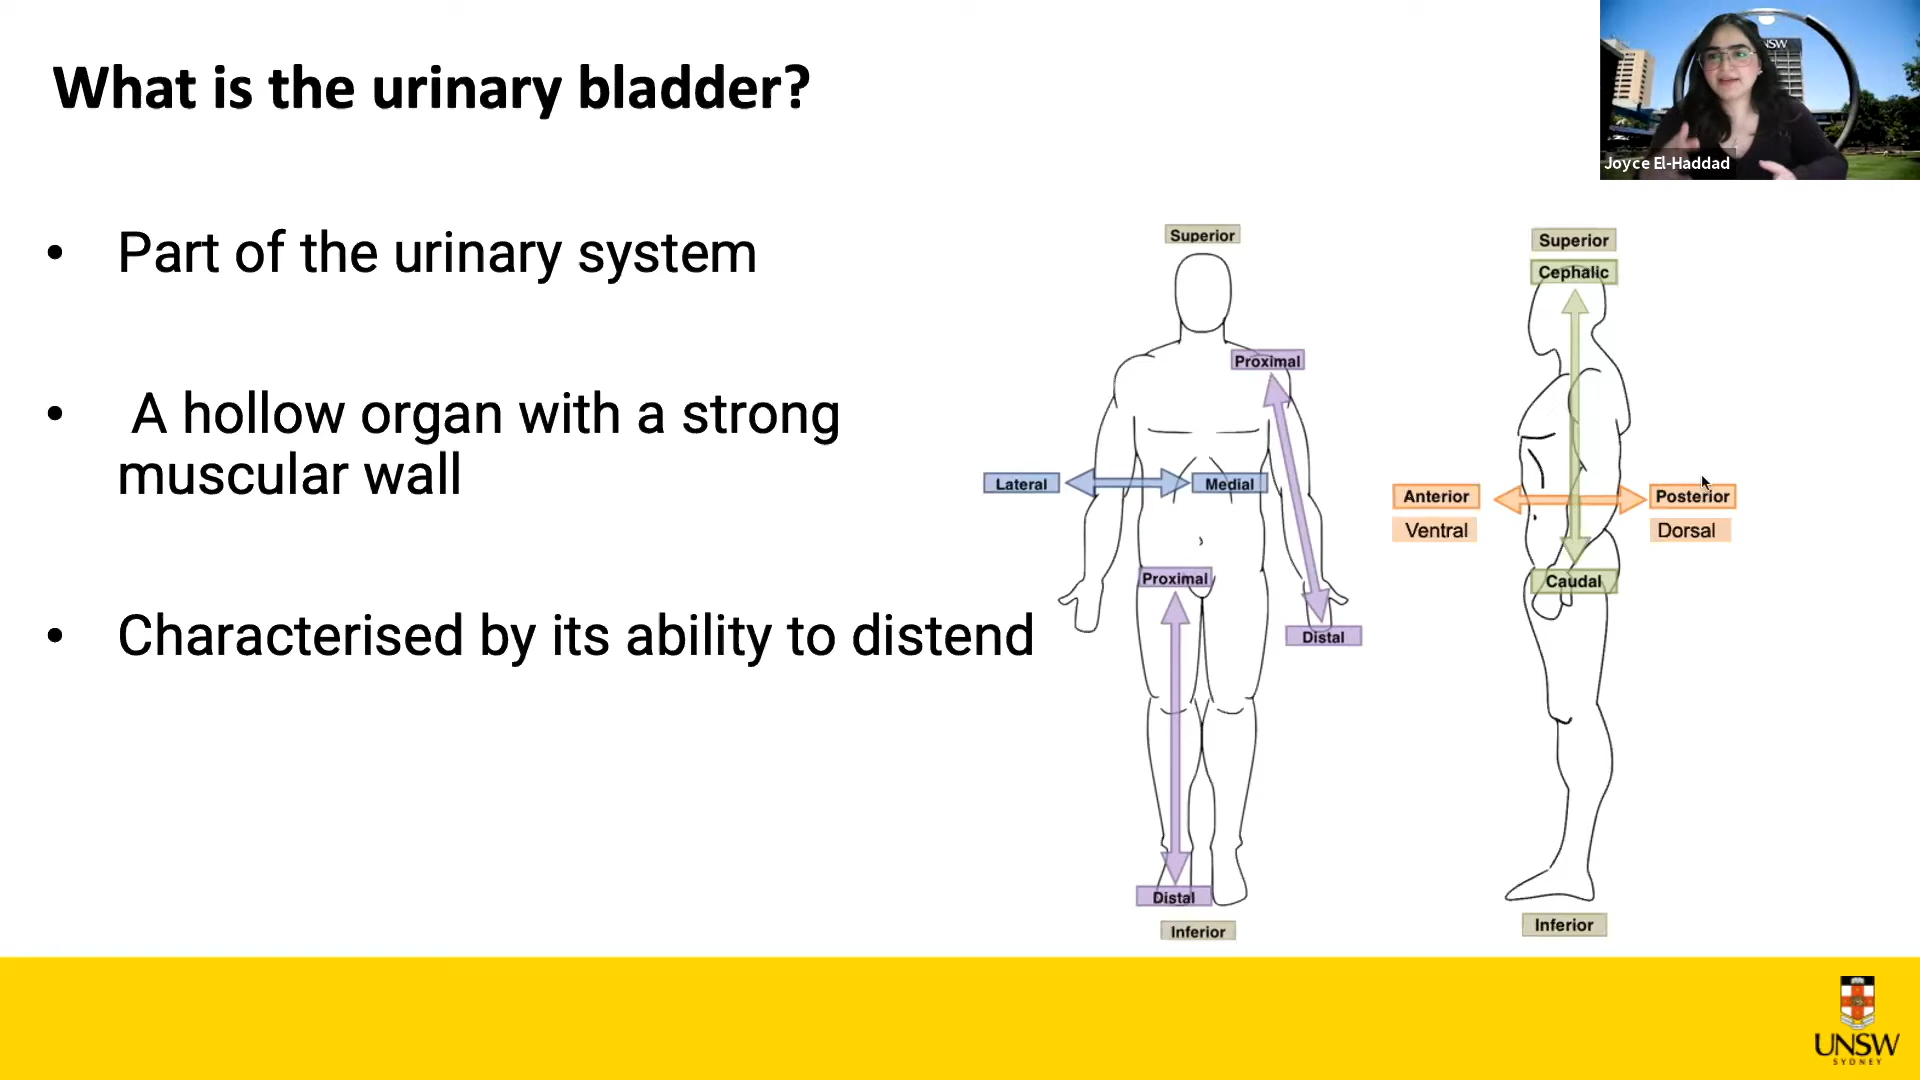 What is the urinary bladder?
NSW
Joyce El-Haddad
• Part of the urinary system
• A hollow organ with a strong
muscular wall
• Characterised by its ability to distend
Superior
Proximal
Lateral
Medial
Proximal
Distal
Distal
Inferior
Superior
Cephalic
Anterior
Posterior
Ventral
Dorsal
Caudal
Inferior
UNSW
SYDNEY